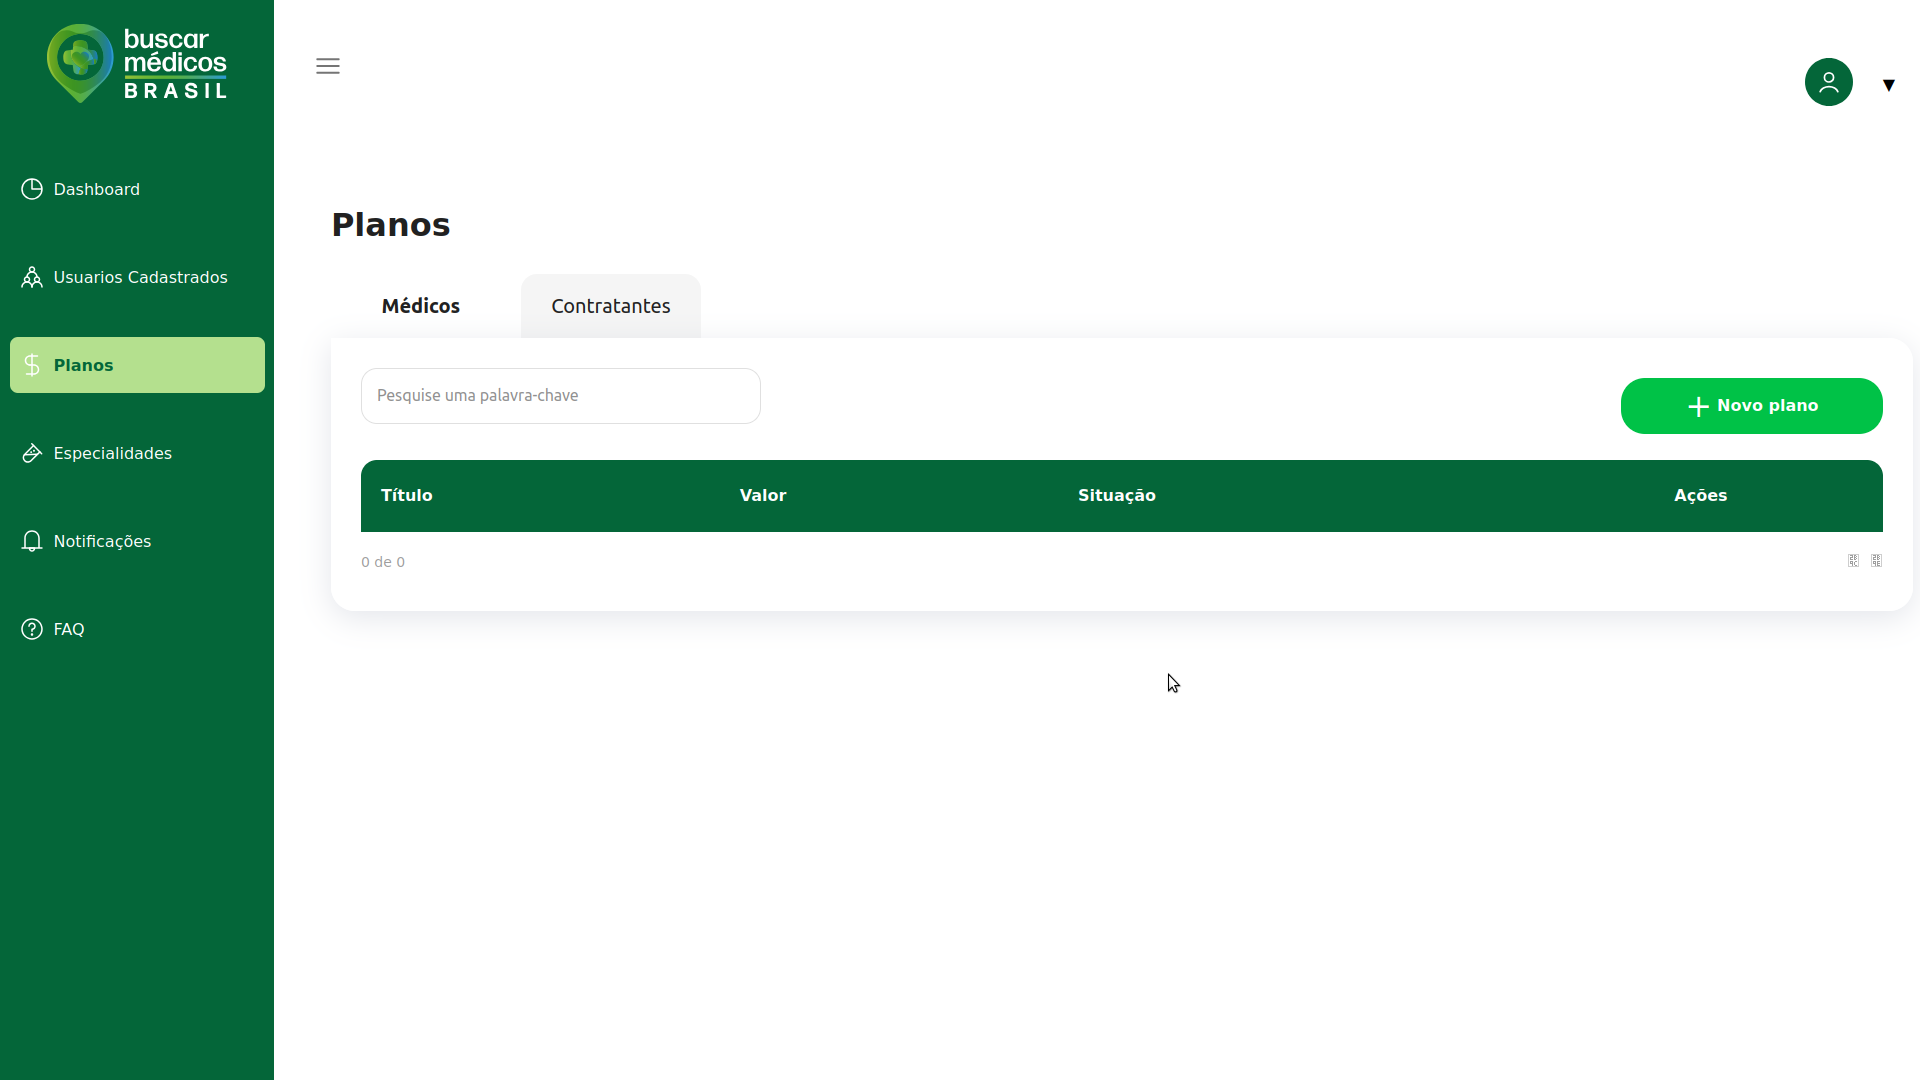 buscar
médicos
BRASIL
Dashboard
Usuarios Cadastrados
Planos
Especialidades
Notificações
FAQ
▼
Planos
Médicos
Contratantes
Pesquise uma palavra-chave
Novo plano
Título
Valor
Situação
Ações
0 de 0